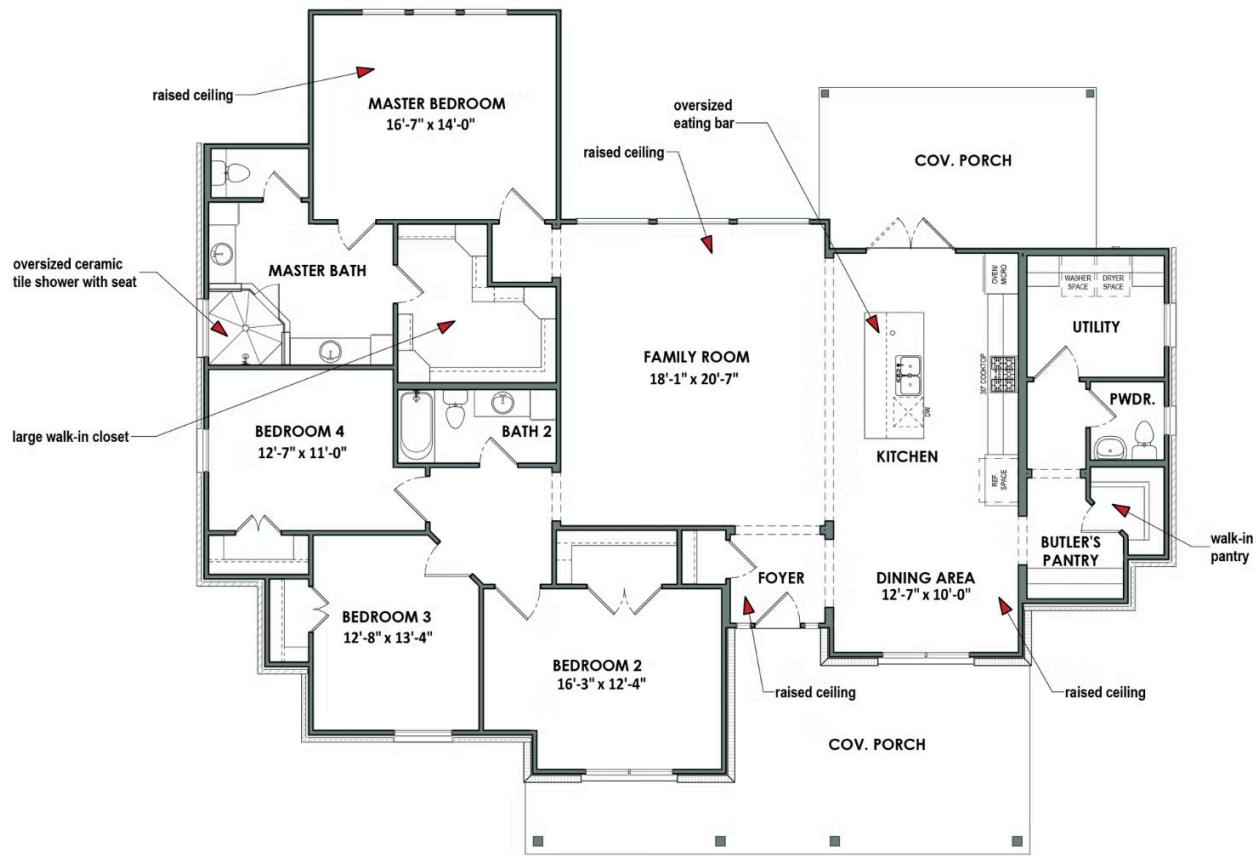 raised ceiling
MASTER BEDROOM
16'-7" x 14'-0"
oversized
eating bar
raised ceiling
COV. PORCH
oversized ceramic
tile shower with seat
MASTER BATH
OVEN/
MICRO
WASHER
SPACE
DRYER
SPACE
UTILITY
FAMILY ROOM
18'-1" x 20'-7"
30" COOKTOP
PWDR.
DW
large walk-in closet
BEDROOM 4
12'-7" x 11'-0"
BATH 2
KITCHEN
REF.
SPACE
walk-in
pantry
BUTLER'S
PANTRY
FOYER
DINING AREA
12'-7" x 10'-0"
BEDROOM 3
12'-8" x 13'-4"
BEDROOM 2
16'-3" x 12'-4"
raised ceiling
raised ceiling
COV. PORCH